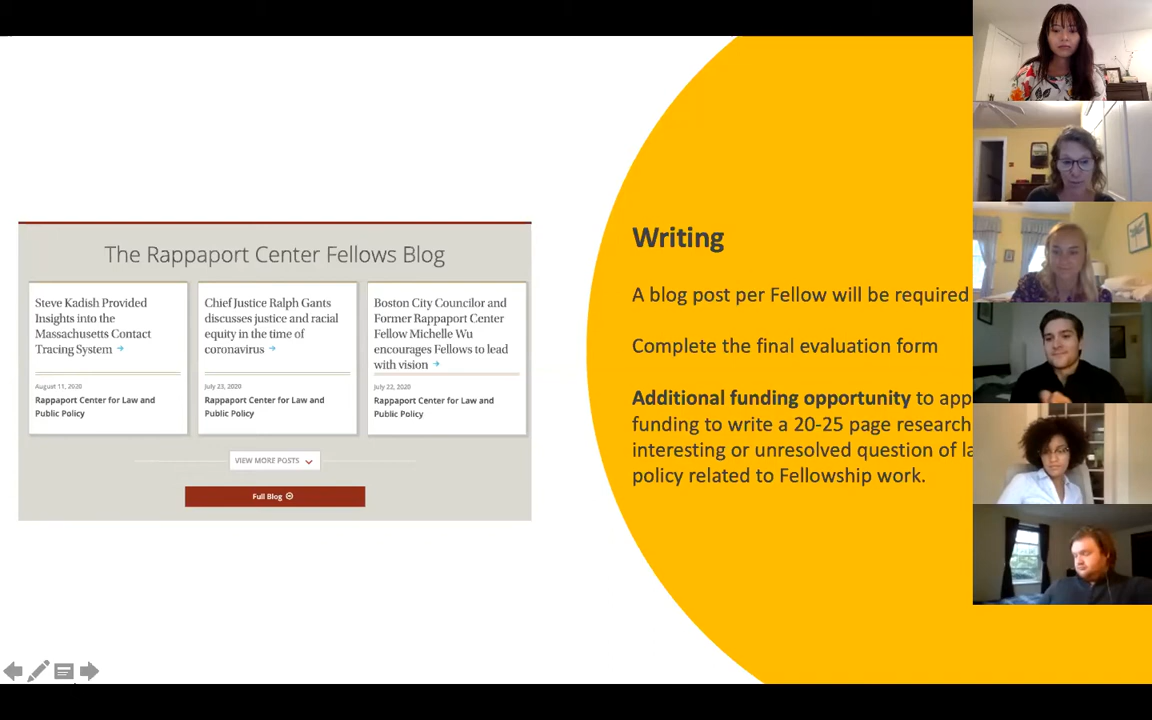 The Rappaport Center Fellows Blog
Steve Kadish Provided
Insights into the
Massachusetts Contact
Tracing System
August 11, 2020
Rappaport Center for Law and
Public Policy
Chief Justice Ralph Gants
discusses justice and racial
equity in the time of
coronavirus
July 23, 2020
Rappaport Center for Law and
Public Policy
Boston City Councilor and
Former Rappaport Center
Fellow Michelle Wu
encourages Fellows to lead
with vision
July 22, 2020
Rappaport Center for Law and
Public Policy
VIEW MORE POSTS
Full Blog
Writing
A blog post per Fellow will be required
Complete the final evaluation form
Additional funding opportunity to app
funding to write a 20-25 page research
interesting or unresolved question of la
policy related to Fellowship work.